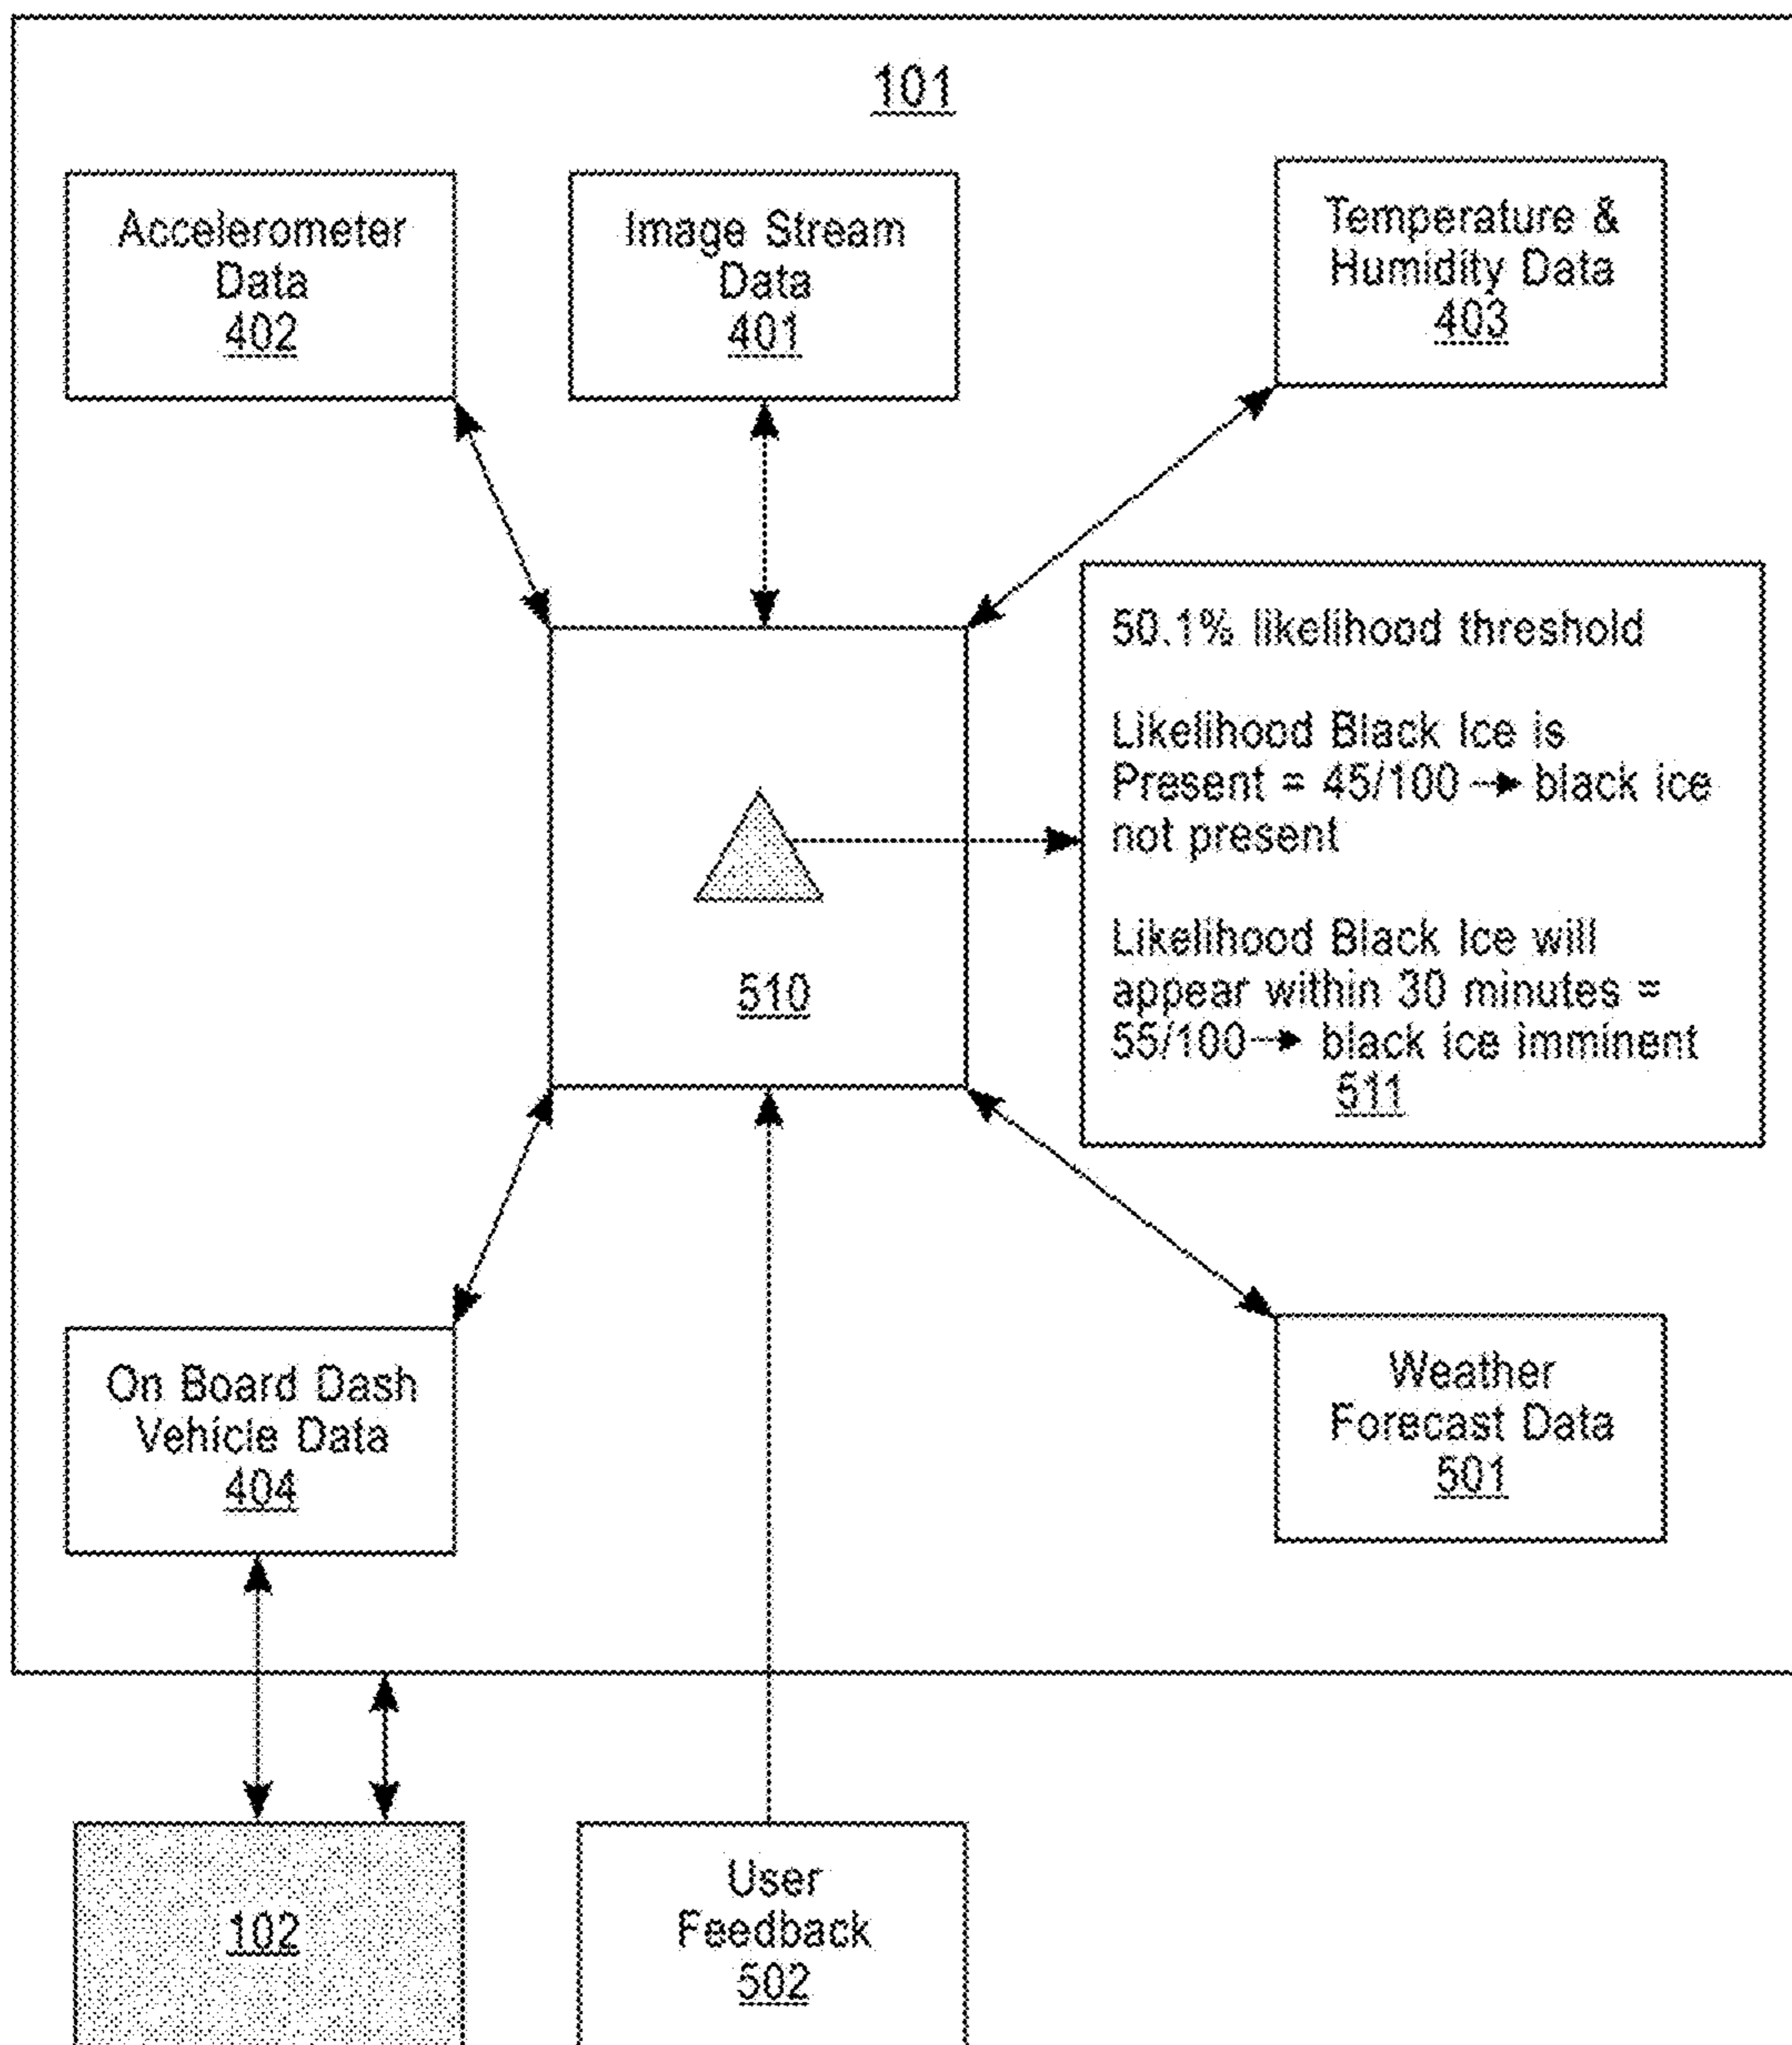 101
Accelerometer
Data
402
Image Stream
Data
401
Temperature &
Humidity Data
403
50.1% likelihood threshold
Likelihood Black Ice is
Present = 45/100 → black ice
not present
Likelihood Black Ice will
appear within 30 minutes =
55/100 → black ice imminent
511
510
On Board Dash
Vehicle Data
404
Weather
Forecast Data
501
102
User
Feedback
502